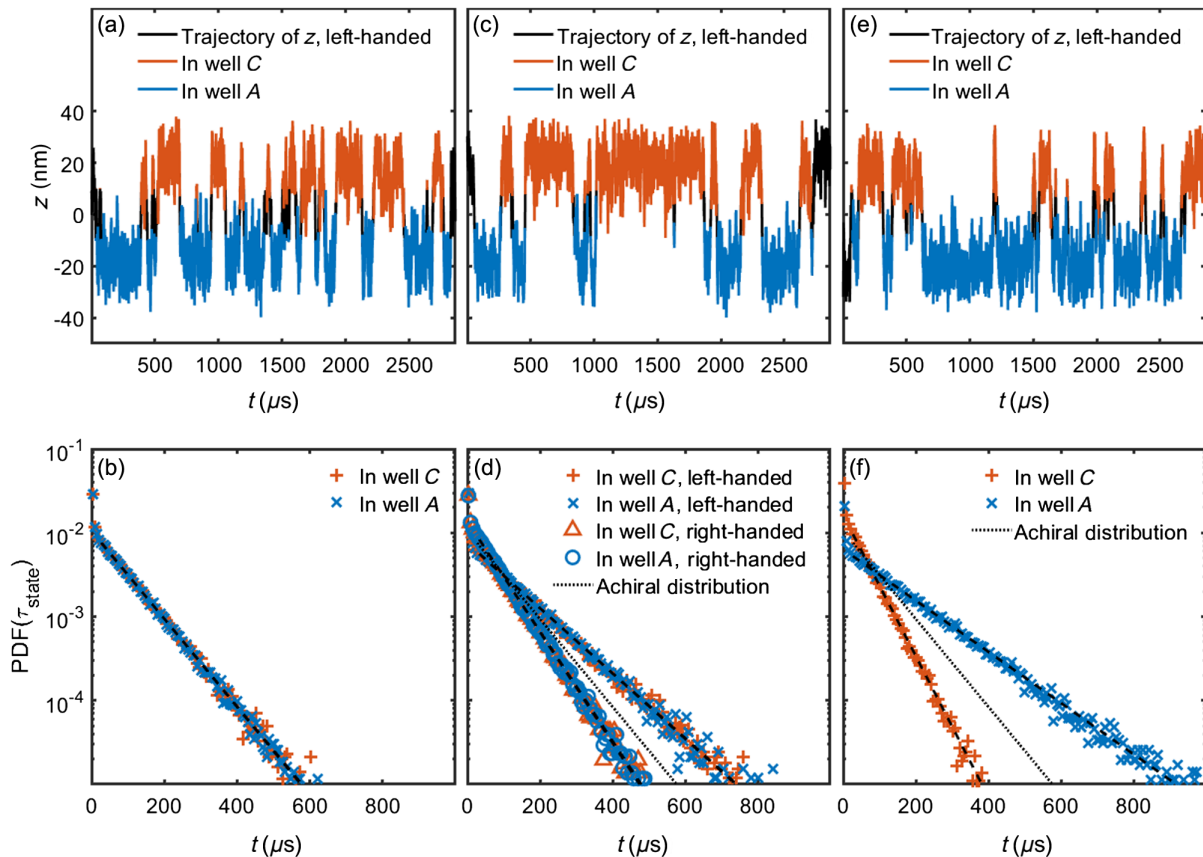 (a)
Trajectory of z, left-handed
In well C
In well A
(c)
Trajectory of z, left-handed
In well C
In well A
(e)
Trajectory of z, left-handed
In well C
In well A
z (nm)
40
20
0
-20
-40
500 1000 1500 2000 2500
500 1000 1500 2000 2500
500 1000 1500 2000 2500
t (µs)
t (µs)
t (µs)
(b)
In well C
In well A
(d)
In well C, left-handed
In well A, left-handed
In well C, right-handed
In well A, right-handed
Achiral distribution
(f)
In well C
In well A
Achiral distribution
PDF(τstate)
10-1
10-2
10-3
10-4
0 200 400 600 800
0 200 400 600 800
0 200 400 600 800
t (µs)
t (µs)
t (µs)